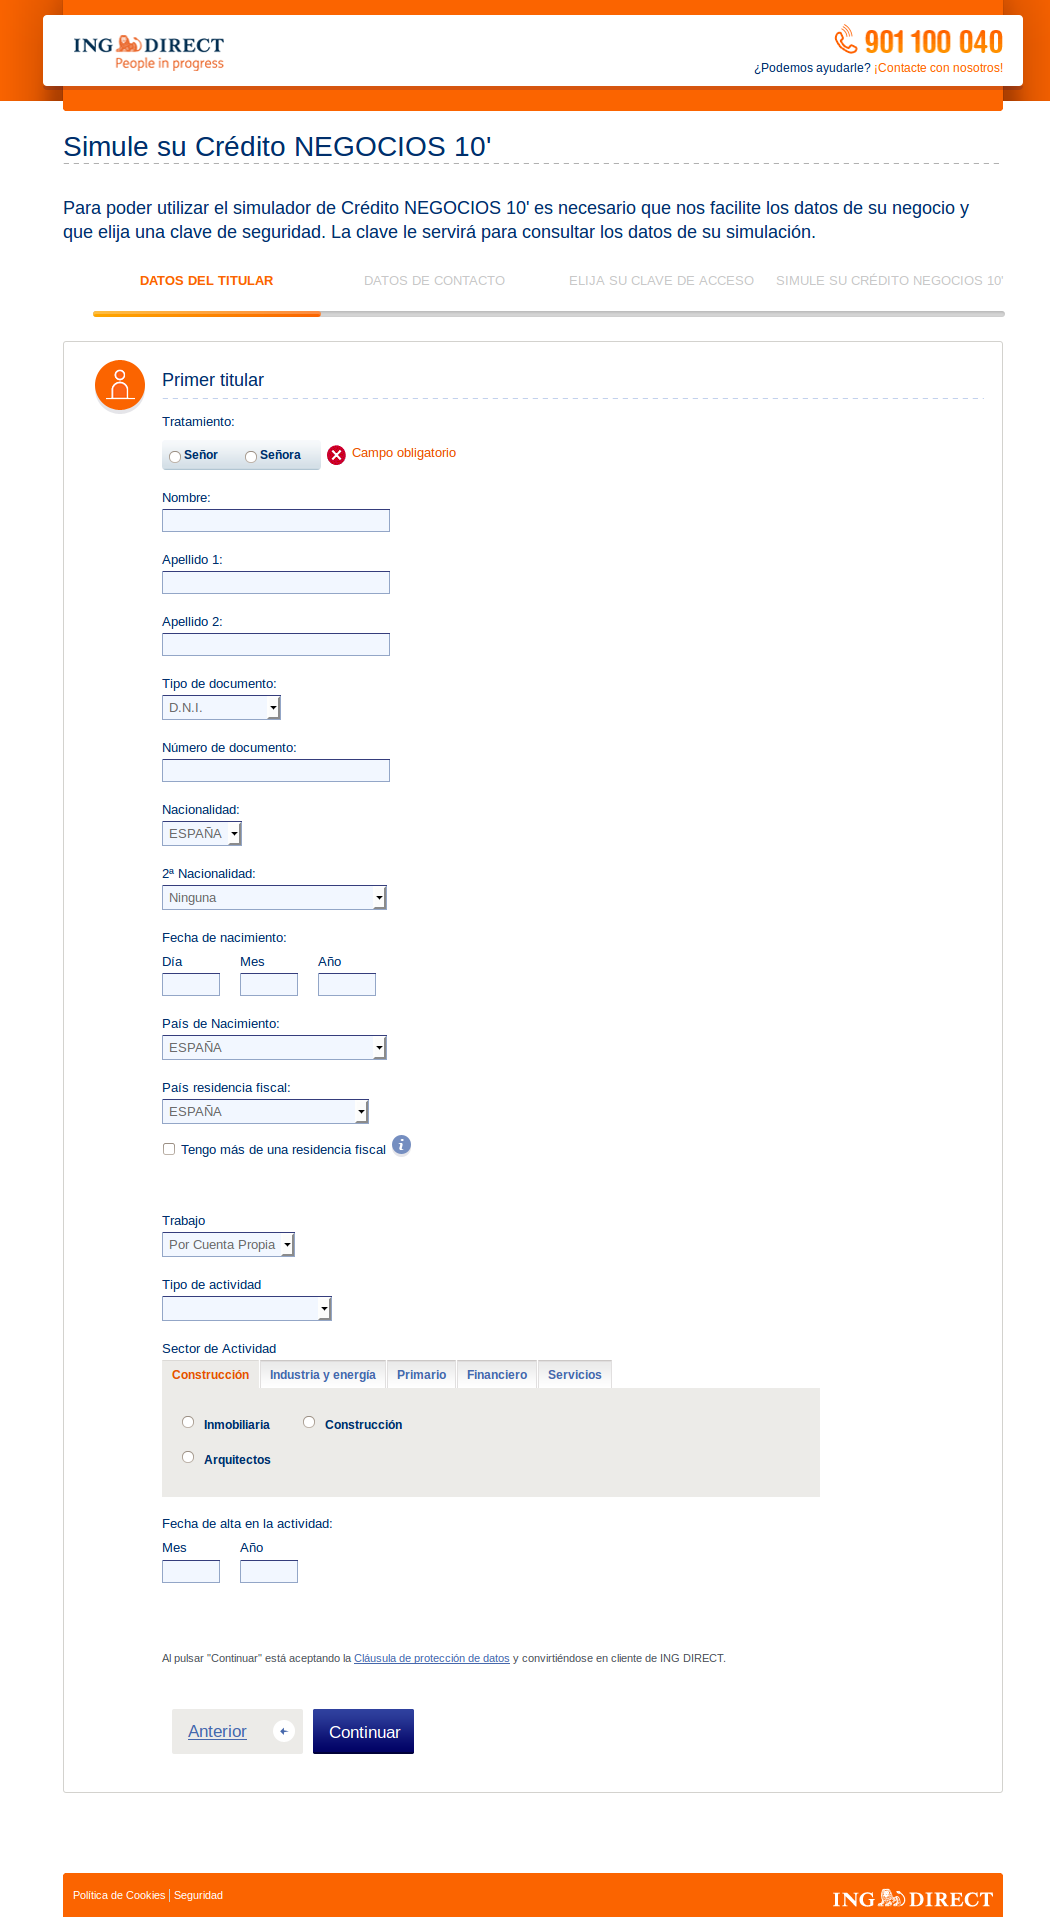 ING DIRECT
People in progress
901 100 040
¿Podemos ayudarle? ¡Contacte con nosotros!
Simule su Crédito NEGOCIOS 10'
Para poder utilizar el simulador de Crédito NEGOCIOS 10' es necesario que nos facilite los datos de su negocio y
que elija una clave de seguridad. La clave le servirá para consultar los datos de su simulación.
DATOS DEL TITULAR DATOS DE CONTACTO ELIJA SU CLAVE DE ACCESO SIMULE SU CRÉDITO NEGOCIOS 10'
Primer titular
Tratamiento:
Señor Señora Campo obligatorio
Nombre:
Apellido 1:
Apellido 2:
Tipo de documento:
D.N.I.
Número de documento:
Nacionalidad:
ESPAÑA
2ª Nacionalidad:
Ninguna
Fecha de nacimiento:
Día Mes Año
País de Nacimiento:
ESPAÑA
País residencia fiscal:
ESPAÑA
Tengo más de una residencia fiscal i
Trabajo
Por Cuenta Propia
Tipo de actividad
Sector de Actividad
Construcción Industria y energía Primario Financiero Servicios
Inmobiliaria Construcción
Arquitectos
Fecha de alta en la actividad:
Mes Año
Al pulsar "Continuar" está aceptando la Cláusula de protección de datos y convirtiéndose en cliente de ING DIRECT.
Anterior Continuar
Política de Cookies | Seguridad
ING DIRECT